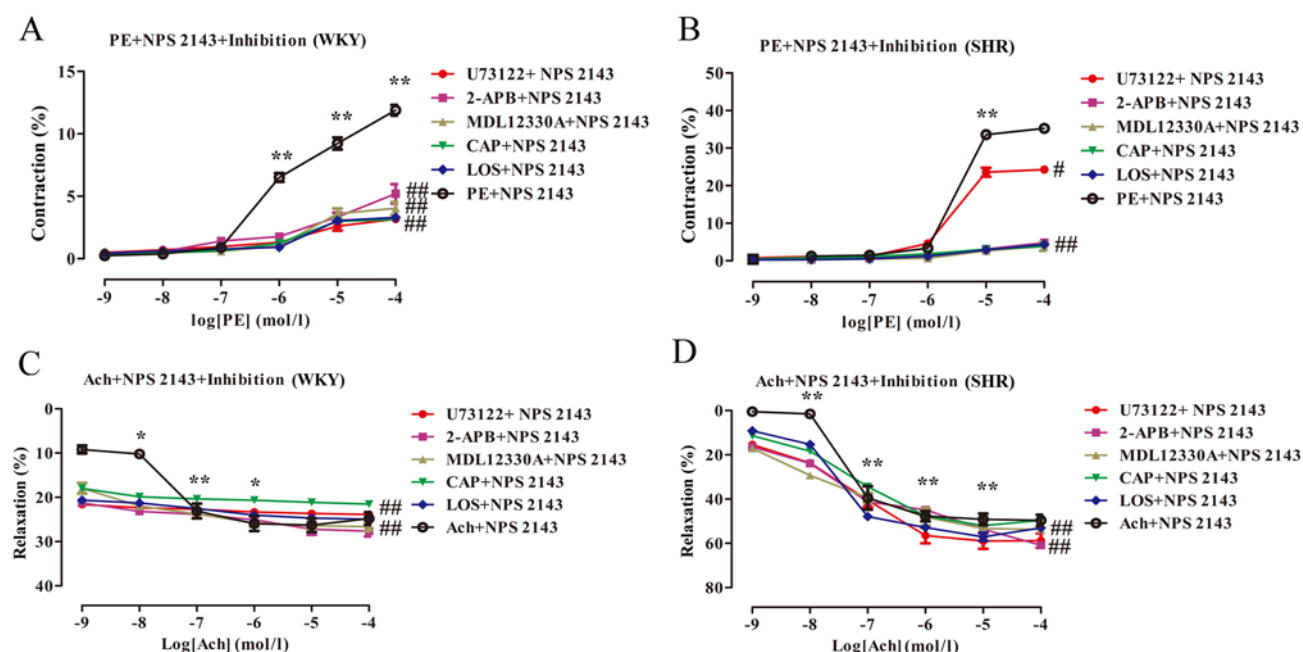 A
PE+NPS 2143+Inhibition (WKY)
15
10
5
0
Contraction (%)
** ** **
##
##
##
-9 -8 -7 -6 -5 -4
log[PE] (mol/l)
U73122+ NPS 2143
2-APB+NPS 2143
MDL12330A+NPS 2143
CAP+NPS 2143
LOS+NPS 2143
PE+NPS 2143
B
PE+NPS 2143+Inhibition (SHR)
50
40
30
20
10
0
Contraction (%)
**
#
##
-9 -8 -7 -6 -5 -4
log[PE] (mol/l)
U73122+ NPS 2143
2-APB+NPS 2143
MDL12330A+NPS 2143
CAP+NPS 2143
LOS+NPS 2143
PE+NPS 2143
C
Ach+NPS 2143+Inhibition (WKY)
0
10
20
30
40
Relaxation (%)
* ** *
##
##
-9 -8 -7 -6 -5 -4
Log[Ach] (mol/l)
U73122+ NPS 2143
2-APB+NPS 2143
MDL12330A+NPS 2143
CAP+NPS 2143
LOS+NPS 2143
Ach+NPS 2143
D
Ach+NPS 2143+Inhibition (SHR)
0
20
40
60
80
Relaxation (%)
** ** ** **
##
##
-9 -8 -7 -6 -5 -4
Log[Ach] (mol/l)
U73122+ NPS 2143
2-APB+NPS 2143
MDL12330A+NPS 2143
CAP+NPS 2143
LOS+NPS 2143
Ach+NPS 2143